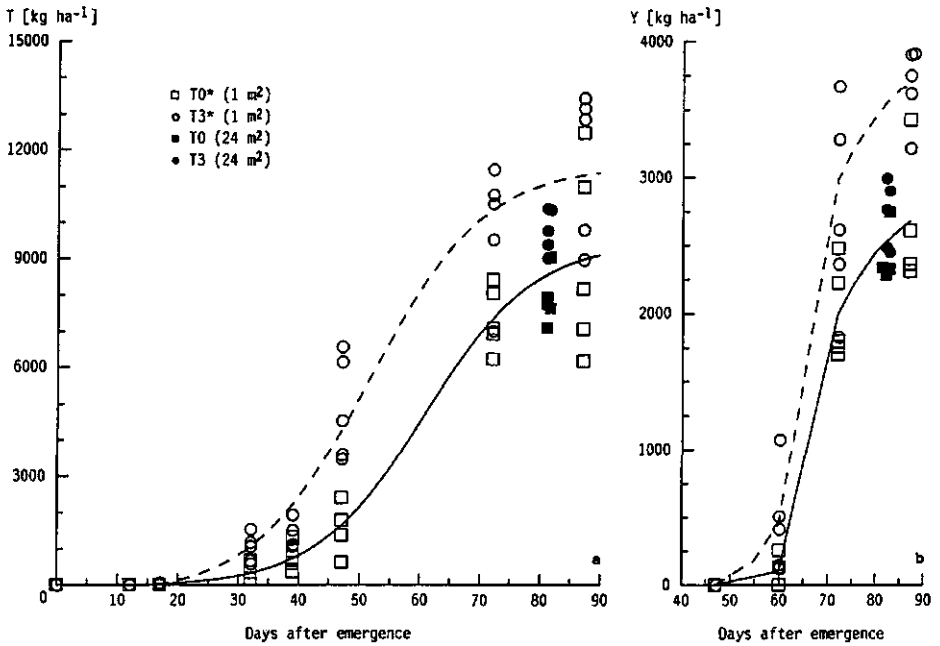 T [kg ha⁻¹]
15000
12000
9000
6000
3000
0
□ T0* (1 m²)
○ T3* (1 m²)
■ T0 (24 m²)
● T3 (24 m²)
a
10 20 30 40 50 60 70 80 90
Days after emergence
Y [kg ha⁻¹]
4000
3000
2000
1000
0
b
40 50 60 70 80 90
Days after emergence